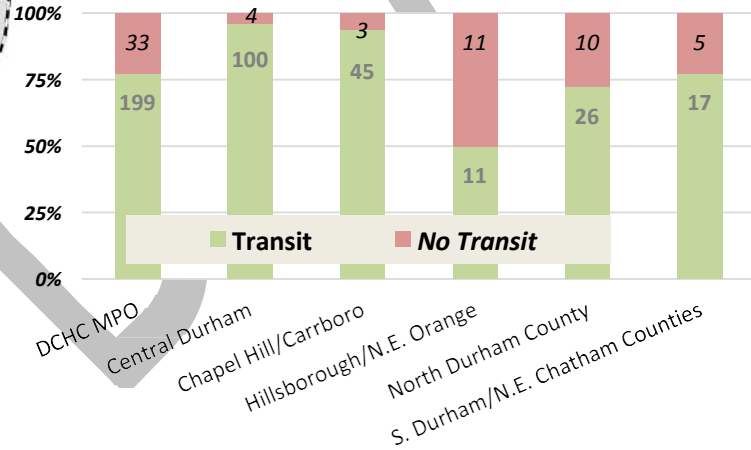 100%
75%
50%
25%
0%
33
4
3
11
10
5
199
100
45
11
26
17
Transit
No Transit
DCHC MPO
Central Durham
Chapel Hill/Carrboro
Hillsborough/N.E. Orange
North Durham County
S. Durham/N.E. Chatham Counties